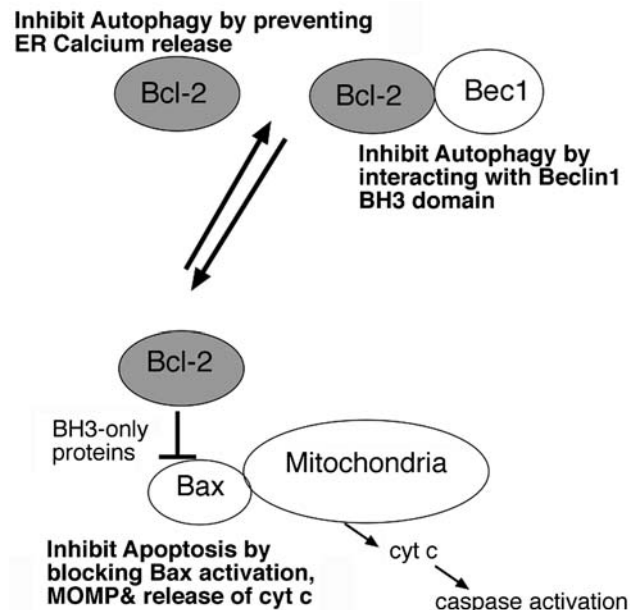 Inhibit Autophagy by preventing
ER Calcium release
Bcl-2
Bcl-2
Bec1
Inhibit Autophagy by
interacting with Beclin1
BH3 domain
Bcl-2
BH3-only
proteins
Bax
Mitochondria
Inhibit Apoptosis by
blocking Bax activation,
MOMP& release of cyt c
cyt c
caspase activation